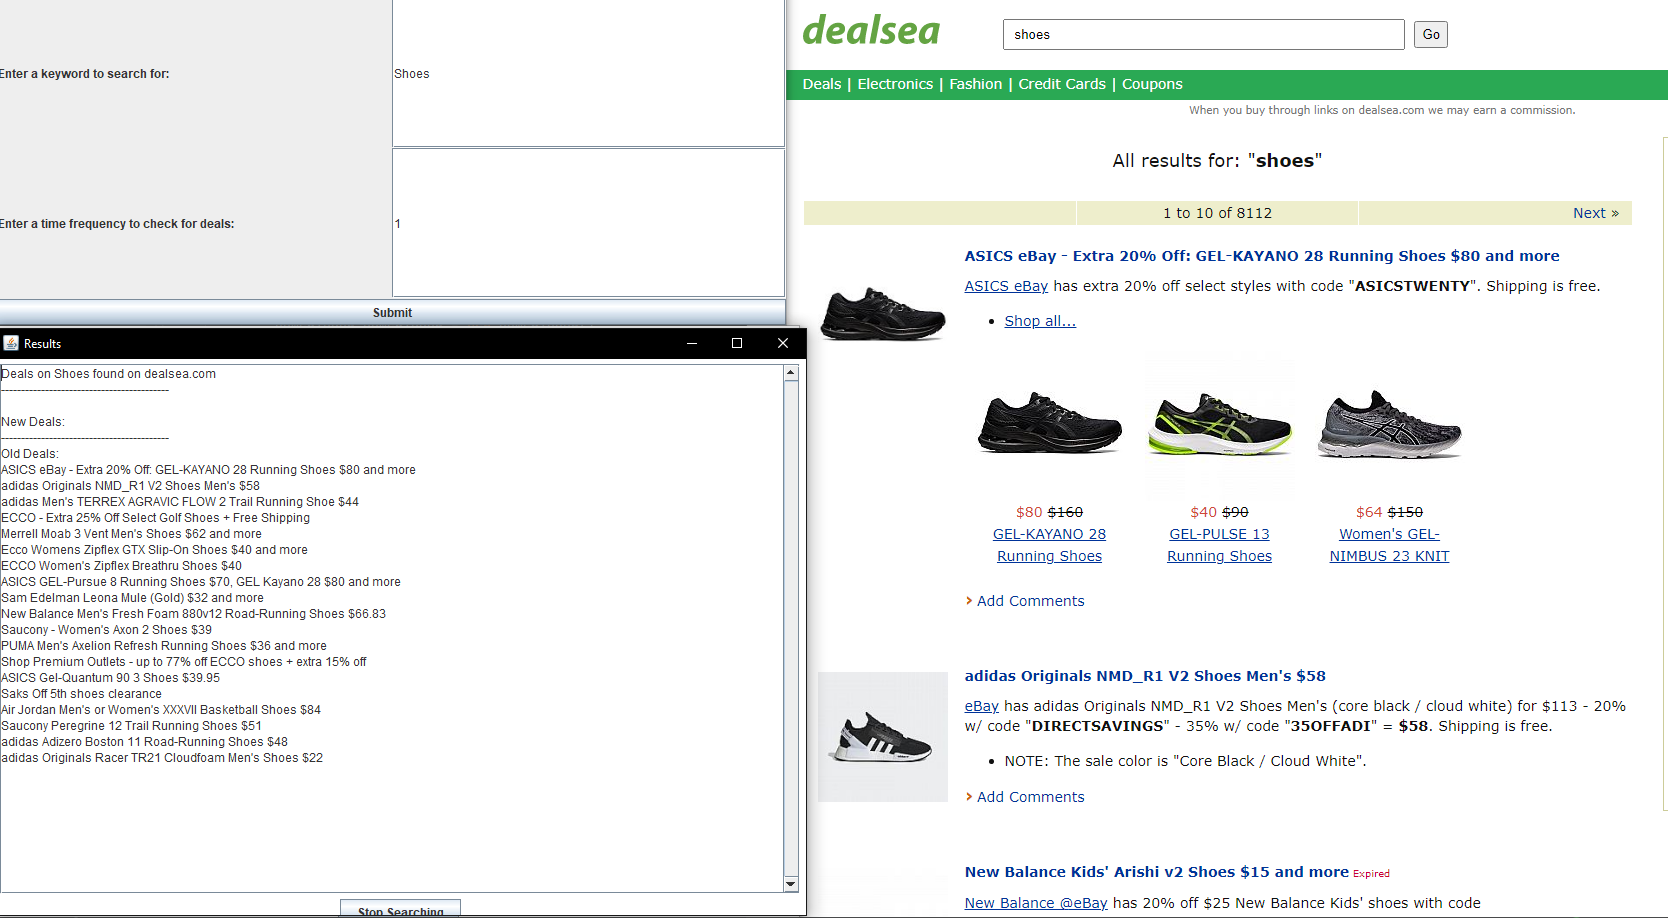 Enter a keyword to search for:
Shoes
Enter a time frequency to check for deals:
1
Submit
Results
Deals on Shoes found on dealsea.com
------------------------------------------
New Deals:
------------------------------------------
Old Deals:
ASICS eBay - Extra 20% Off: GEL-KAYANO 28 Running Shoes $80 and more
adidas Originals NMD_R1 V2 Shoes Men's $58
adidas Men's TERREX AGRAVIC FLOW 2 Trail Running Shoe $44
ECCO - Extra 25% Off Select Golf Shoes + Free Shipping
Merrell Moab 3 Vent Men's Shoes $62 and more
Ecco Womens Zipflex GTX Slip-On Shoes $40 and more
ECCO Women's Zipflex Breathru Shoes $40
ASICS GEL-Pursue 8 Running Shoes $70, GEL Kayano 28 $80 and more
Sam Edelman Leona Mule (Gold) $32 and more
New Balance Men's Fresh Foam 880v12 Road-Running Shoes $66.83
Saucony - Women's Axon 2 Shoes $39
PUMA Men's Axelion Refresh Running Shoes $36 and more
Shop Premium Outlets - up to 77% off ECCO shoes + extra 15% off
ASICS Gel-Quantum 90 3 Shoes $39.95
Saks Off 5th shoes clearance
Air Jordan Men's or Women's XXXVII Basketball Shoes $84
Saucony Peregrine 12 Trail Running Shoes $51
adidas Adizero Boston 11 Road-Running Shoes $48
adidas Originals Racer TR21 Cloudfoam Men's Shoes $22
Stop Searching
dealsea
shoes
Go
Deals | Electronics | Fashion | Credit Cards | Coupons
When you buy through links on dealsea.com we may earn a commission.
All results for: "shoes"
1 to 10 of 8112
Next »
ASICS eBay - Extra 20% Off: GEL-KAYANO 28 Running Shoes $80 and more
ASICS eBay has extra 20% off select styles with code "ASICSTWENTY". Shipping is free.
• Shop all...
$80 $160
GEL-KAYANO 28
Running Shoes
$40 $90
GEL-PULSE 13
Running Shoes
$64 $150
Women's GEL-
NIMBUS 23 KNIT
› Add Comments
adidas Originals NMD_R1 V2 Shoes Men's $58
eBay has adidas Originals NMD_R1 V2 Shoes Men's (core black / cloud white) for $113 - 20%
w/ code "DIRECTSAVINGS" - 35% w/ code "35OFFADI" = $58. Shipping is free.
• NOTE: The sale color is "Core Black / Cloud White".
› Add Comments
New Balance Kids' Arishi v2 Shoes $15 and more Expired
New Balance @eBay has 20% off $25 New Balance Kids' shoes with code